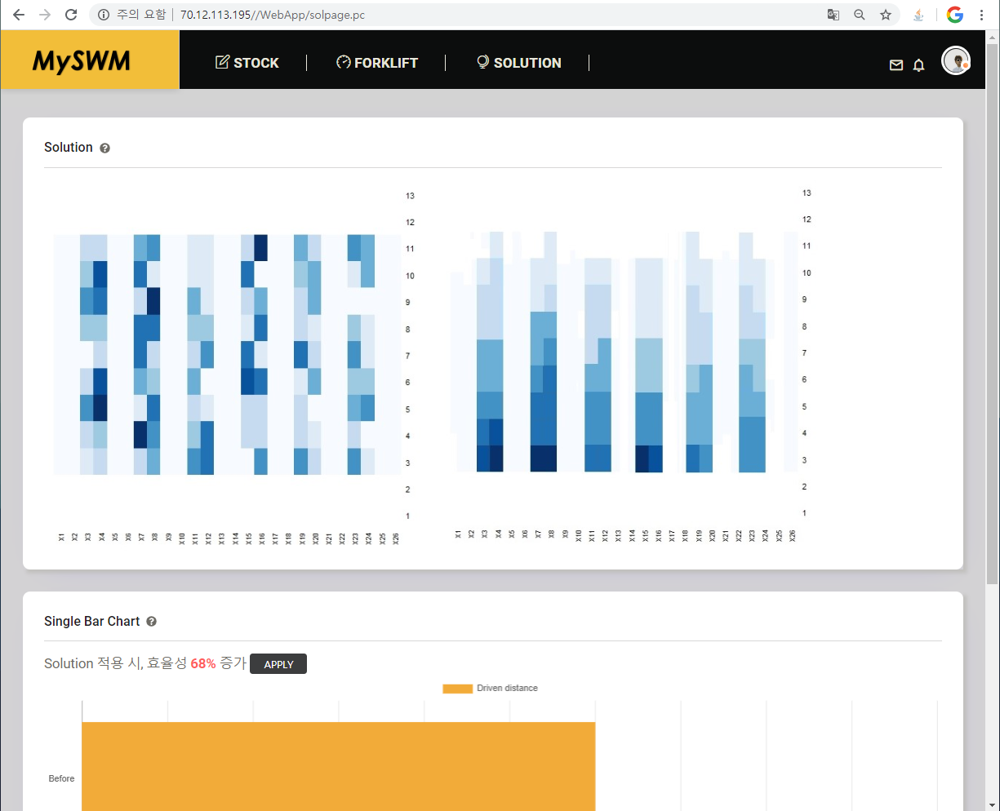 주의 요함 | 70.12.113.195//WebApp/solpage.pc
MySWM
STOCK
FORKLIFT
SOLUTION
Solution
13
12
11
10
9
8
7
6
5
4
3
2
1
X1 X2 X3 X4 X5 X6 X7 X8 X9 X10 X11 X12 X13 X14 X15 X16 X17 X18 X19 X20 X21 X22 X23 X24 X25 X26
13
12
11
10
9
8
7
6
5
4
3
2
1
X1 X2 X3 X4 X5 X6 X7 X8 X9 X10 X11 X12 X13 X14 X15 X16 X17 X18 X19 X20 X21 X22 X23 X24 X25 X26
Single Bar Chart
Solution 적용 시, 효율성 68% 증가 APPLY
Driven distance
Before